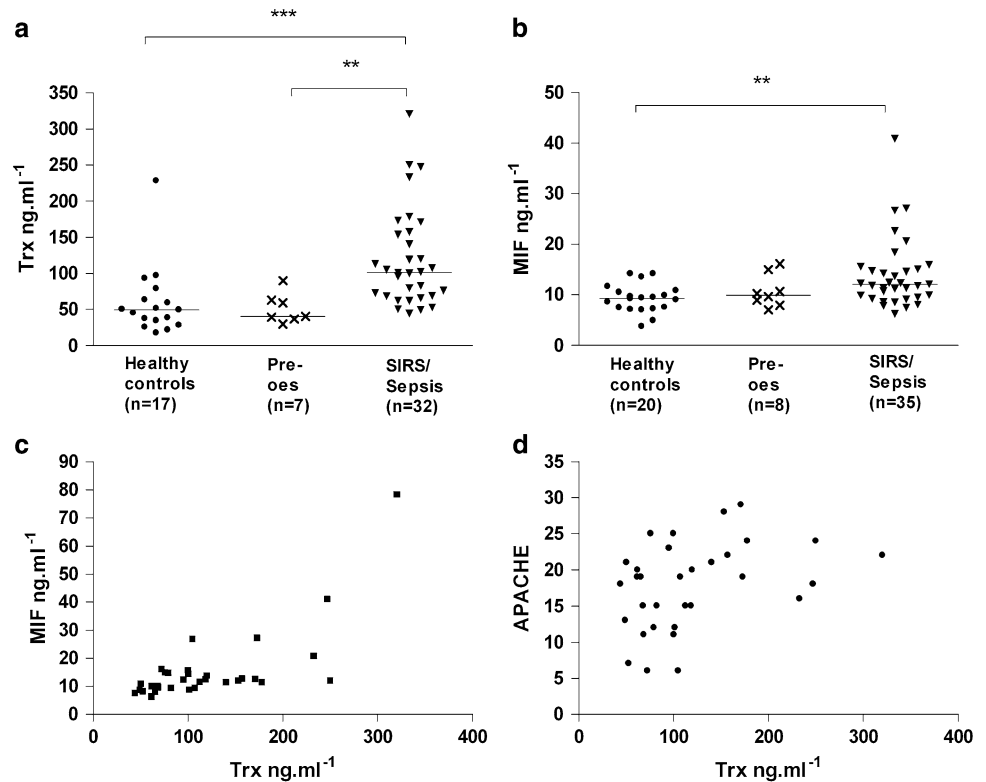 a
***
**
350
300
250
200
150
100
50
0
Trx ng.ml⁻¹
Healthy controls (n=17)
Pre-oes (n=7)
SIRS/Sepsis (n=32)
b
**
50
40
30
20
10
0
MIF ng.ml⁻¹
Healthy controls (n=20)
Pre-oes (n=8)
SIRS/Sepsis (n=35)
c
90
80
70
60
50
40
30
20
10
0
MIF ng.ml⁻¹
0 100 200 300 400
Trx ng.ml⁻¹
d
35
30
25
20
15
10
5
0
APACHE
0 100 200 300 400
Trx ng.ml⁻¹